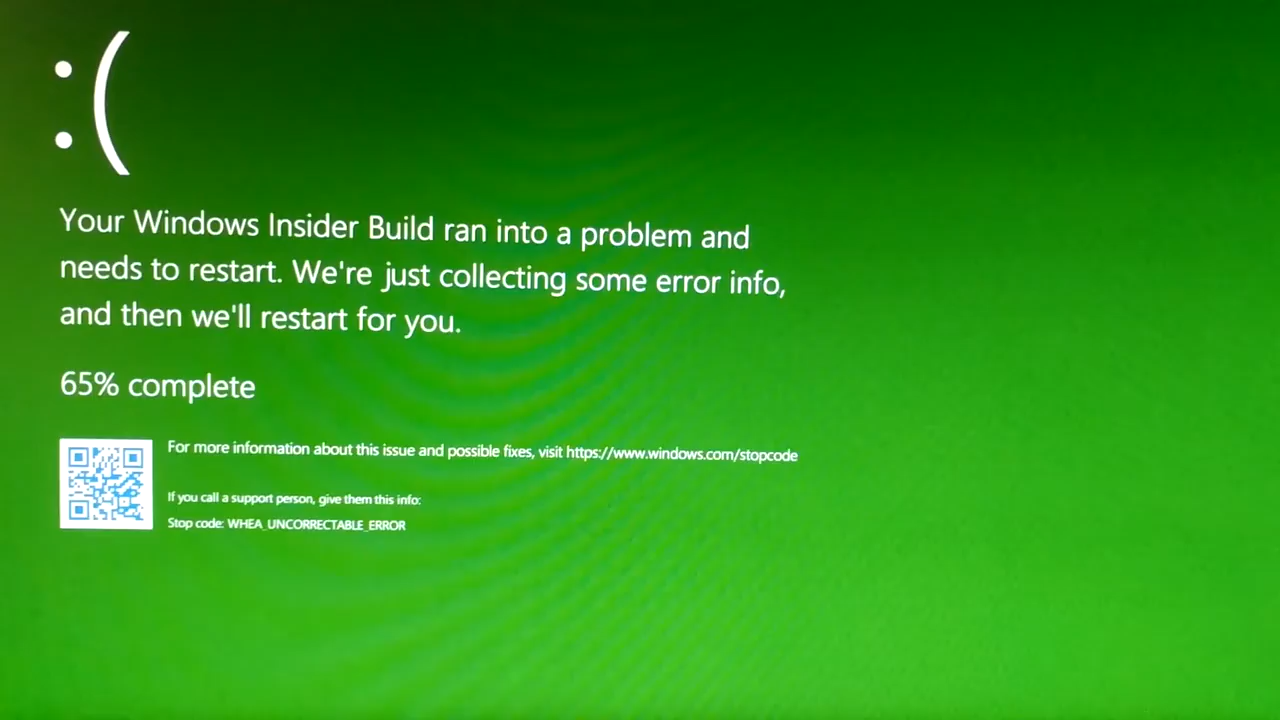 :(
Your Windows Insider Build ran into a problem and
needs to restart. We're just collecting some error info,
and then we'll restart for you.
65% complete
For more information about this issue and possible fixes, visit https://www.windows.com/stopcode
If you call a support person, give them this info:
Stop code: WHEA_UNCORRECTABLE_ERROR